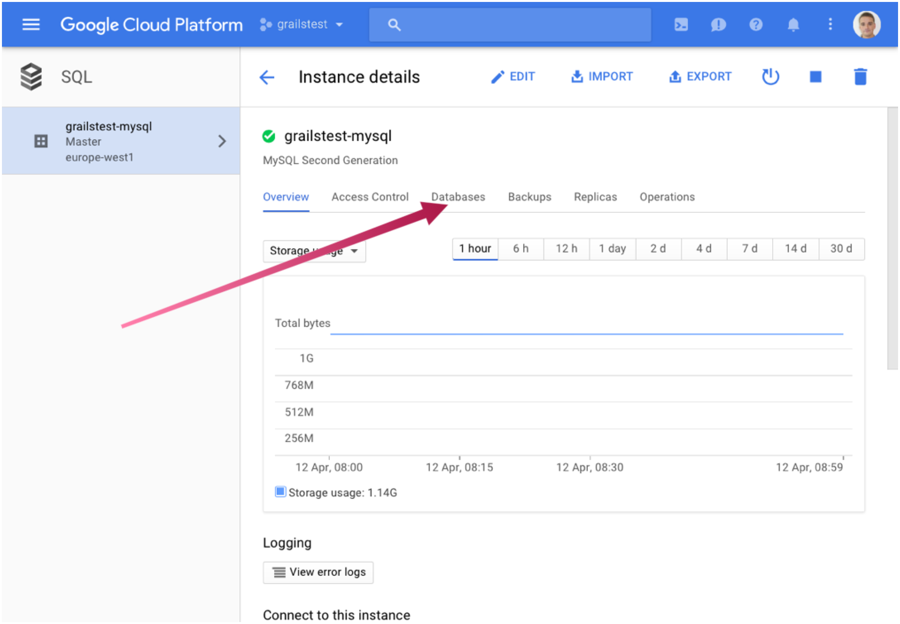 Google Cloud Platform grailstest
SQL Instance details EDIT IMPORT EXPORT
grailstest-mysql
Master
europe-west1
grailstest-mysql
MySQL Second Generation
Overview Access Control Databases Backups Replicas Operations
Storage usage 1 hour 6 h 12 h 1 day 2 d 4 d 7 d 14 d 30 d
Total bytes
1G
768M
512M
256M
12 Apr, 08:00 12 Apr, 08:15 12 Apr, 08:30 12 Apr, 08:59
Storage usage: 1.14G
Logging
View error logs
Connect to this instance